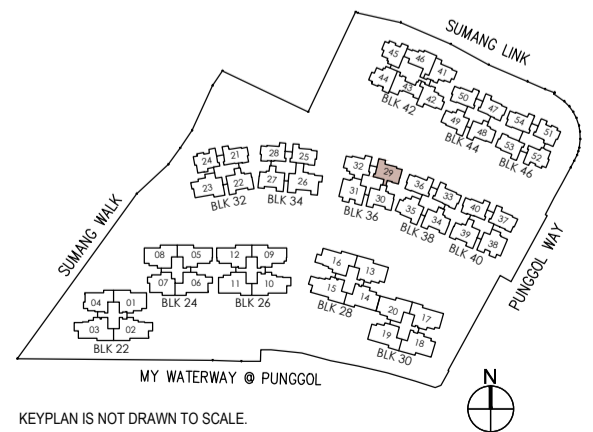 SUMANG LINK
45 46 41
44 43 42
BLK 42
50 47
49 48
BLK 44
54 51
53 52
BLK 46
24 21
23 22
BLK 32
28 25
27 26
BLK 34
32 29
31 30
BLK 36
36 33
35 34
BLK 38
40 37
39 38
BLK 40
SUMANG WALK
PUNGGOL WAY
08 05
07 06
BLK 24
12 09
11 10
BLK 26
16 13
15 14
BLK 28
20 17
19 18
BLK 30
04 01
03 02
BLK 22
MY WATERWAY @ PUNGGOL
N
KEYPLAN IS NOT DRAWN TO SCALE.